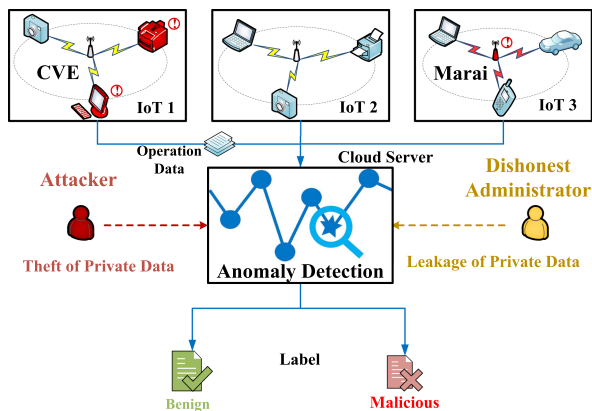 CVE
IoT 1
IoT 2
Marai
IoT 3
Operation
Data
Cloud Server
Attacker
Dishonest
Administrator
Theft of Private Data
Anomaly Detection
Leakage of Private Data
Label
Benign
Malicious